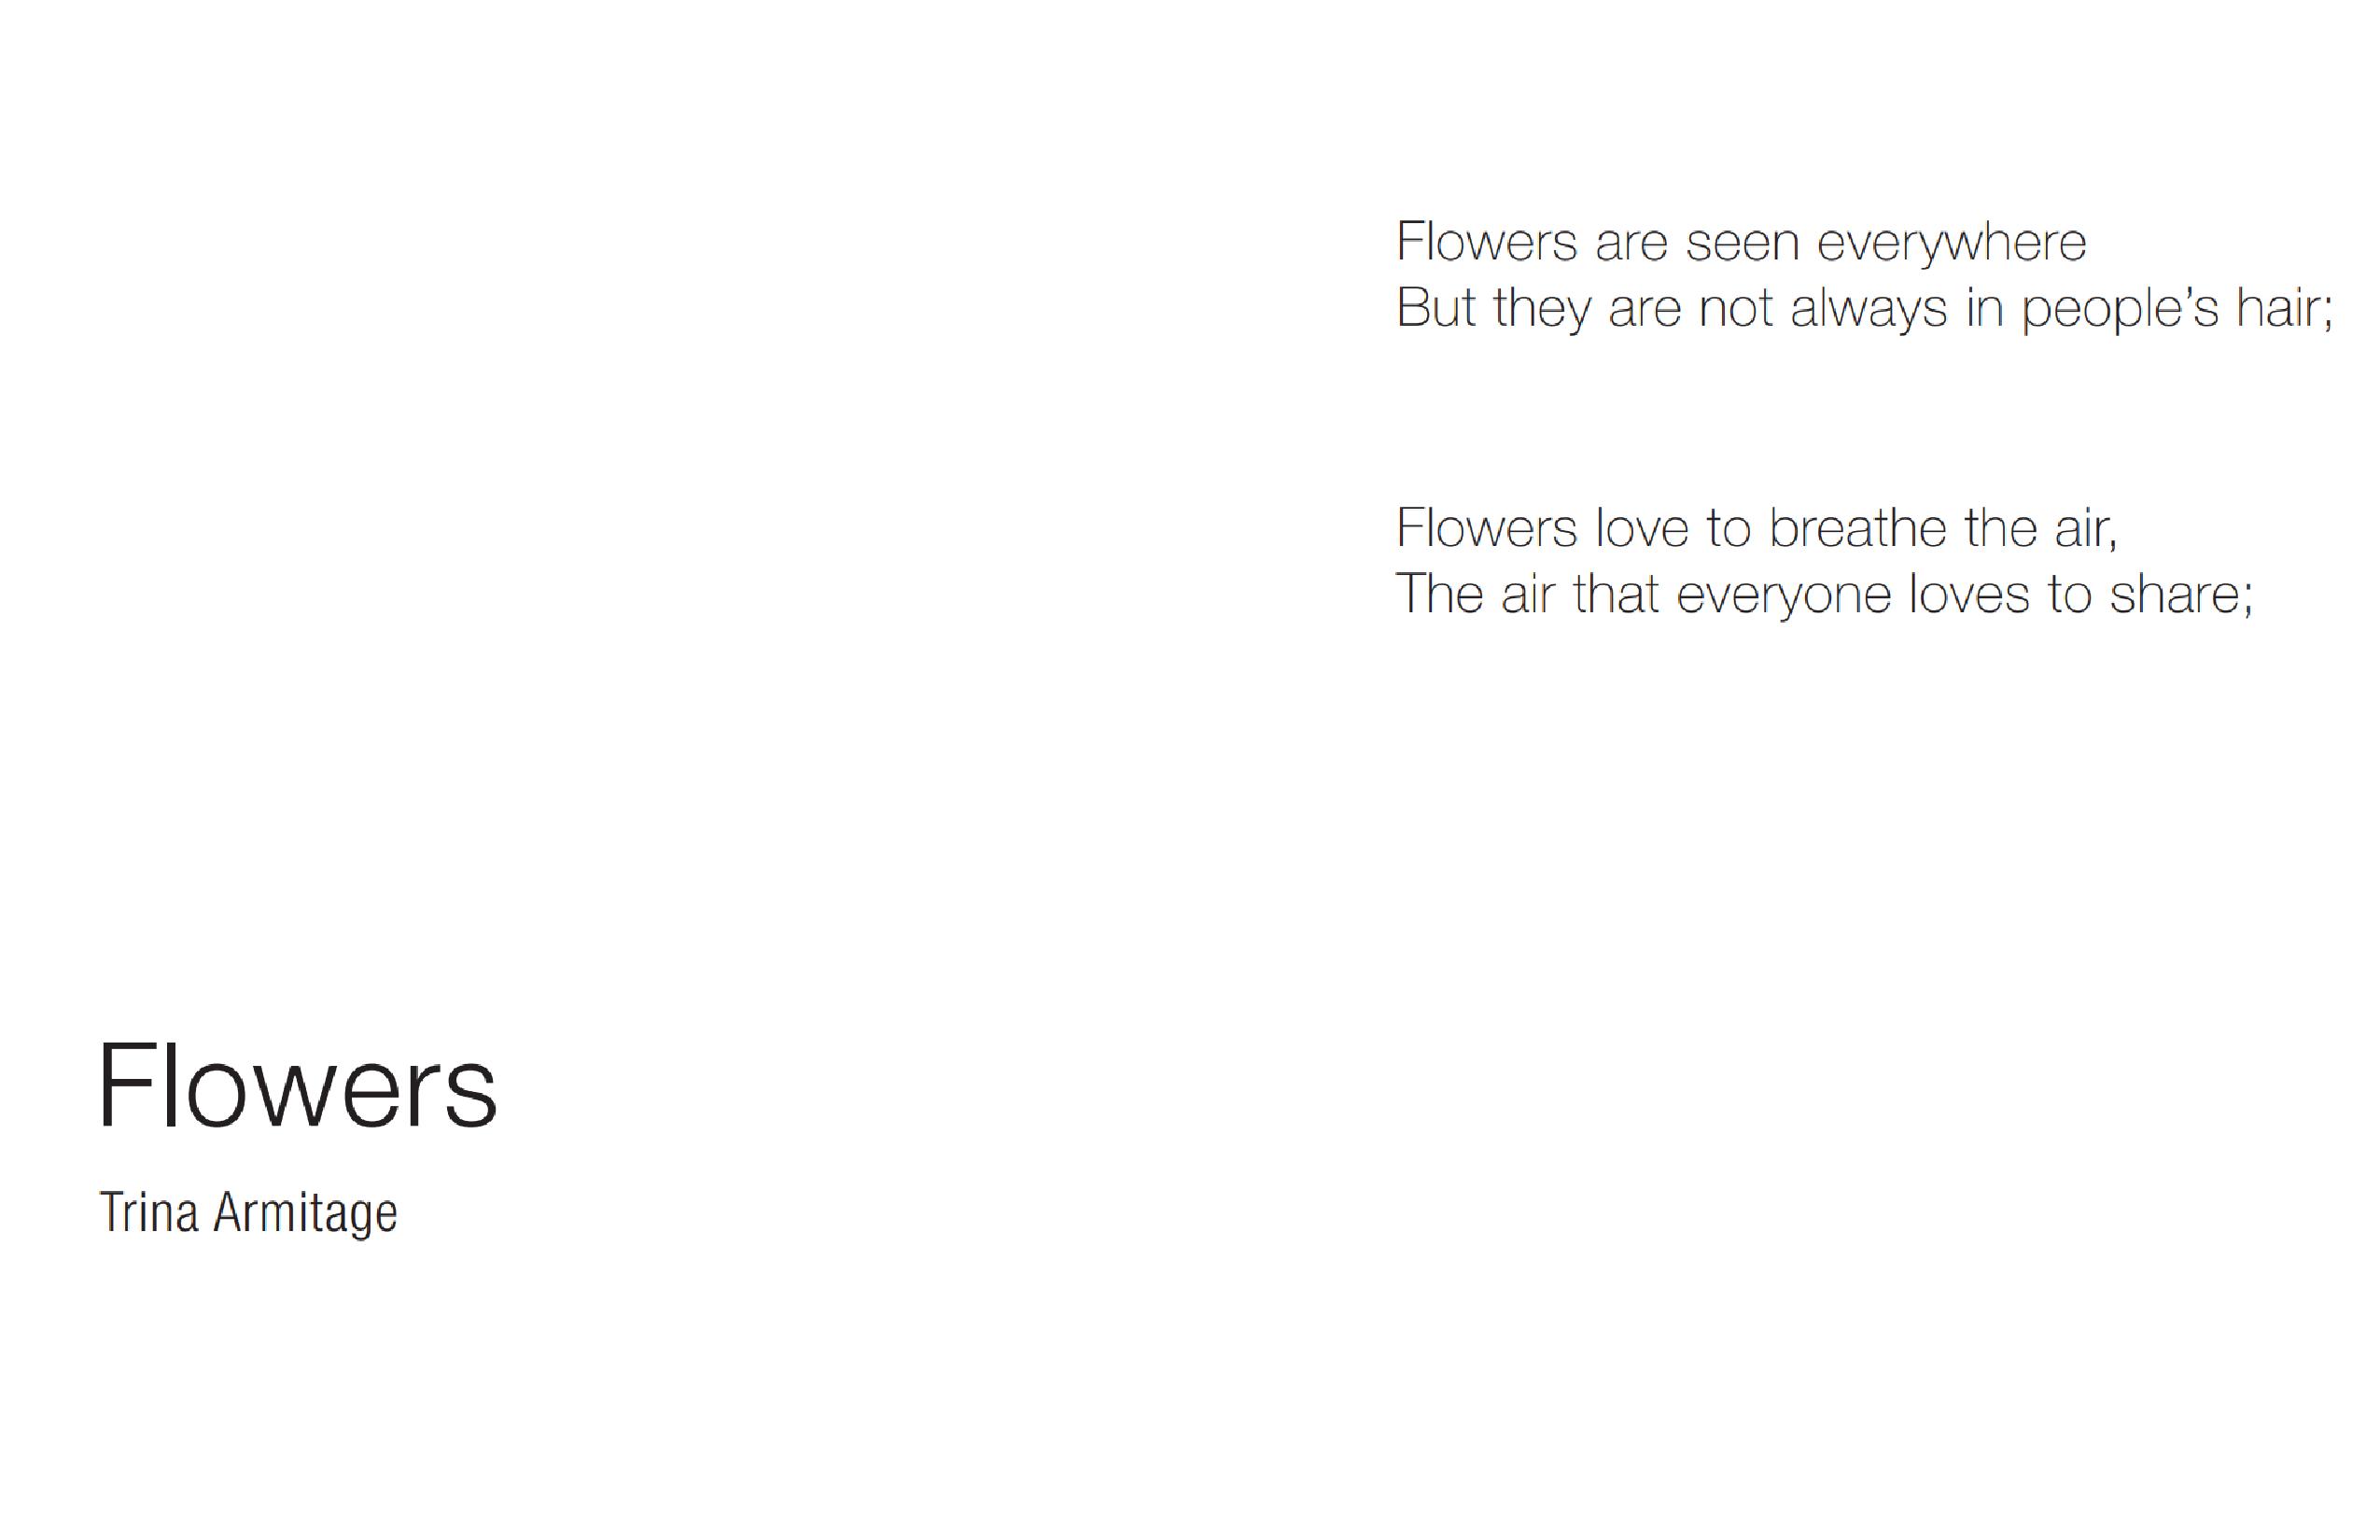 Flowers are seen everywhere
But they are not always in people’s hair;
Flowers love to breathe the air,
The air that everyone loves to share;
Flowers
Trina Armitage